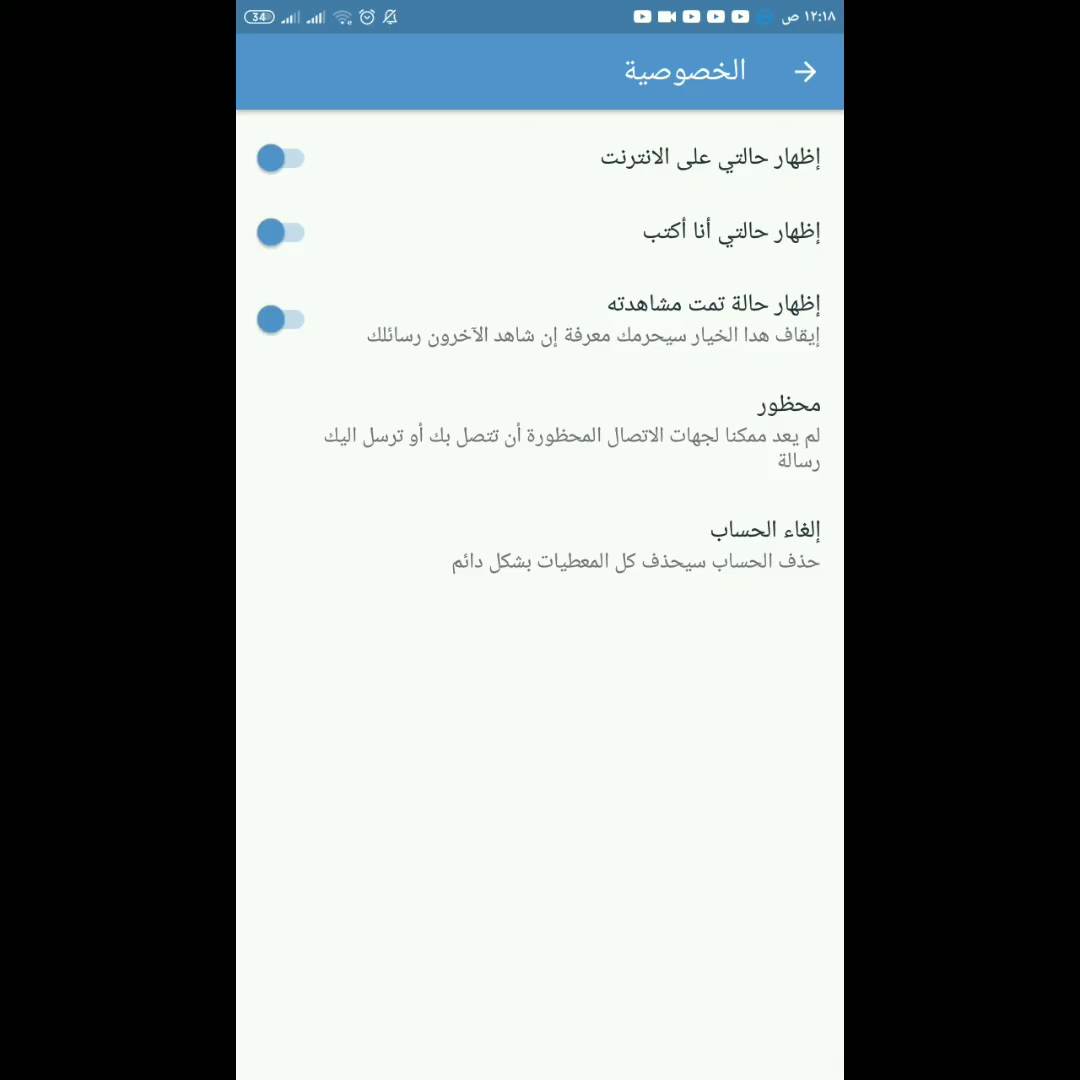 ١٢:١٨ ص
34
الخصوصية
إظهار حالتي على الانترنت
إظهار حالتي أنا أكتب
إظهار حالة تمت مشاهدته
إيقاف هدا الخيار سيحرمك معرفة إن شاهد الآخرون رسائلك
محظور
لم يعد ممكنا لجهات الاتصال المحظورة أن تتصل بك أو ترسل اليك
رسالة
إلغاء الحساب
حذف الحساب سيحذف كل المعطيات بشكل دائم